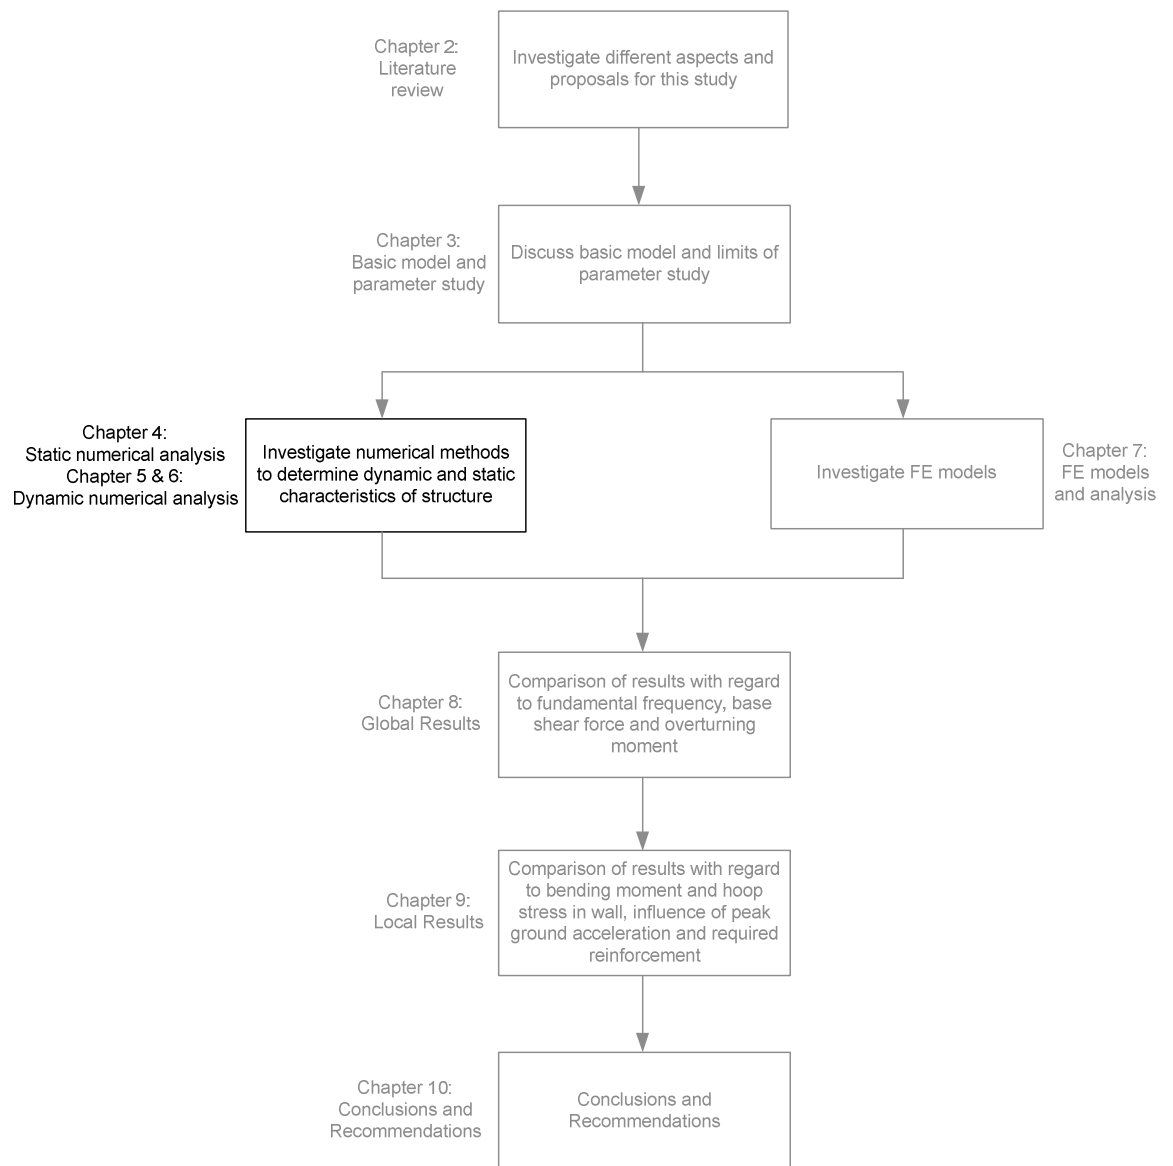 Chapter 2:
Literature
review
Investigate different aspects and
proposals for this study
Chapter 3:
Basic model and
parameter study
Discuss basic model and limits of
parameter study
Chapter 4:
Static numerical analysis
Chapter 5 & 6:
Dynamic numerical analysis
Investigate numerical methods
to determine dynamic and static
characteristics of structure
Investigate FE models
Chapter 7:
FE models
and analysis
Chapter 8:
Global Results
Comparison of results with regard
to fundamental frequency, base
shear force and overturning
moment
Chapter 9:
Local Results
Comparison of results with regard
to bending moment and hoop
stress in wall, influence of peak
ground acceleration and required
reinforcement
Chapter 10:
Conclusions and
Recommendations
Conclusions and
Recommendations